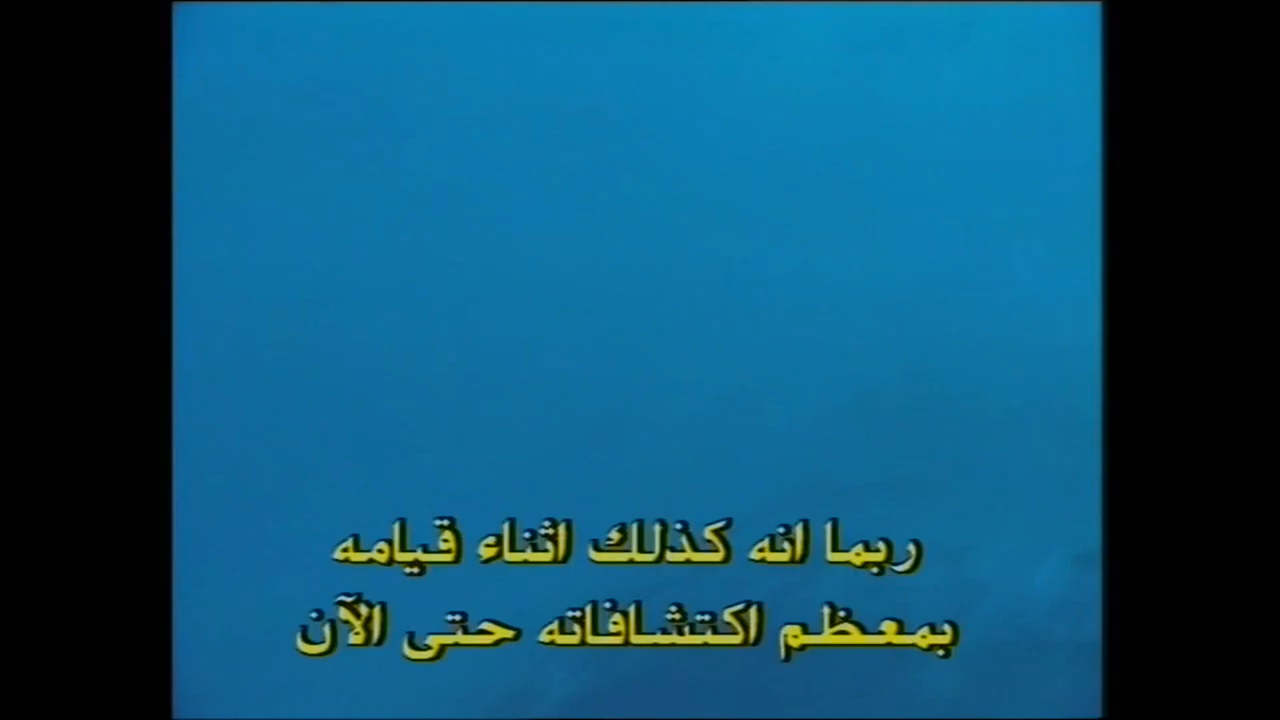 ربما انه كذلك اثناء قيامه
بمعظم اكتشافاته حتى الآن